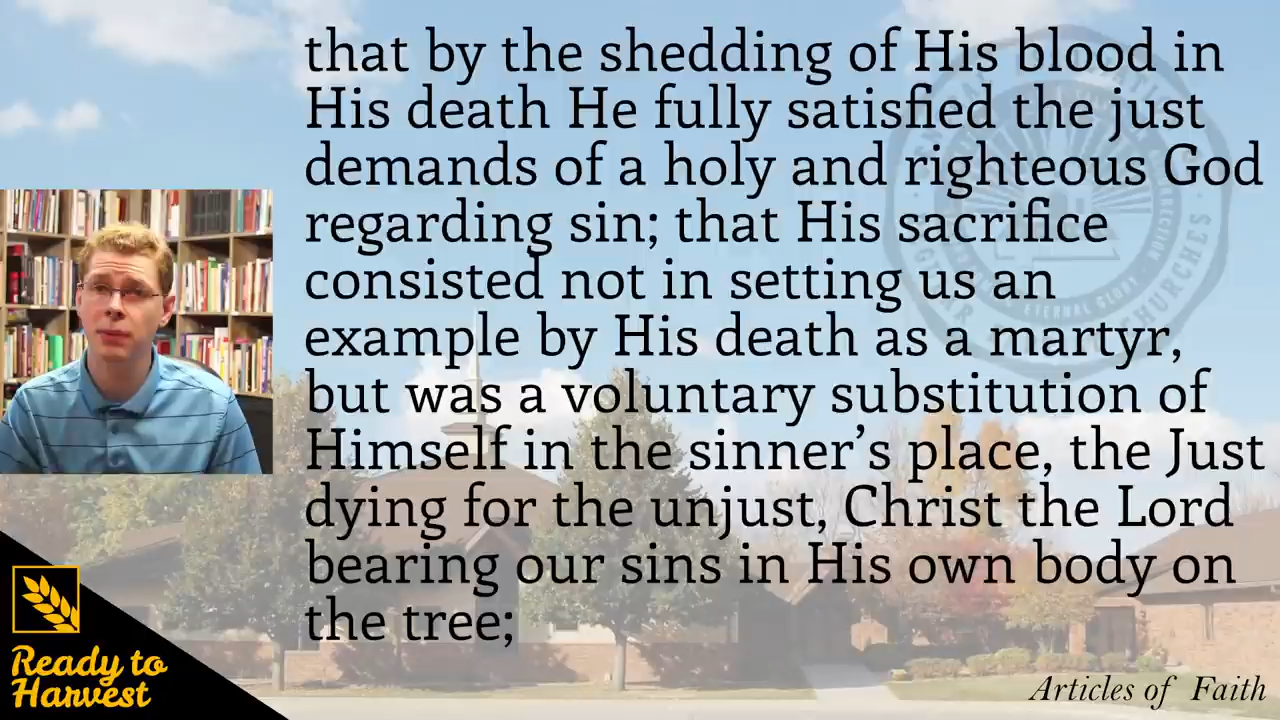 that by the shedding of His blood in
His death He fully satisfied the just
demands of a holy and righteous God
regarding sin; that His sacrifice
consisted not in setting us an
example by His death as a martyr,
but was a voluntary substitution of
Himself in the sinner’s place, the Just
dying for the unjust, Christ the Lord
bearing our sins in His own body on
the tree;
ETERNAL GLORY
CHURCHES
Ready to
Harvest
Articles of Faith